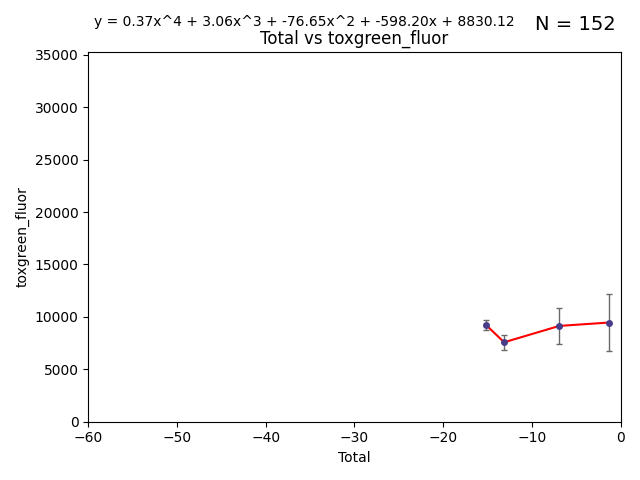 y = 0.37x^4 + 3.06x^3 + -76.65x^2 + -598.20x + 8830.12
N = 152
Total vs toxgreen_fluor
35000
30000
25000
20000
15000
10000
5000
0
toxgreen_fluor
−60 −50 −40 −30 −20 −10 0
Total